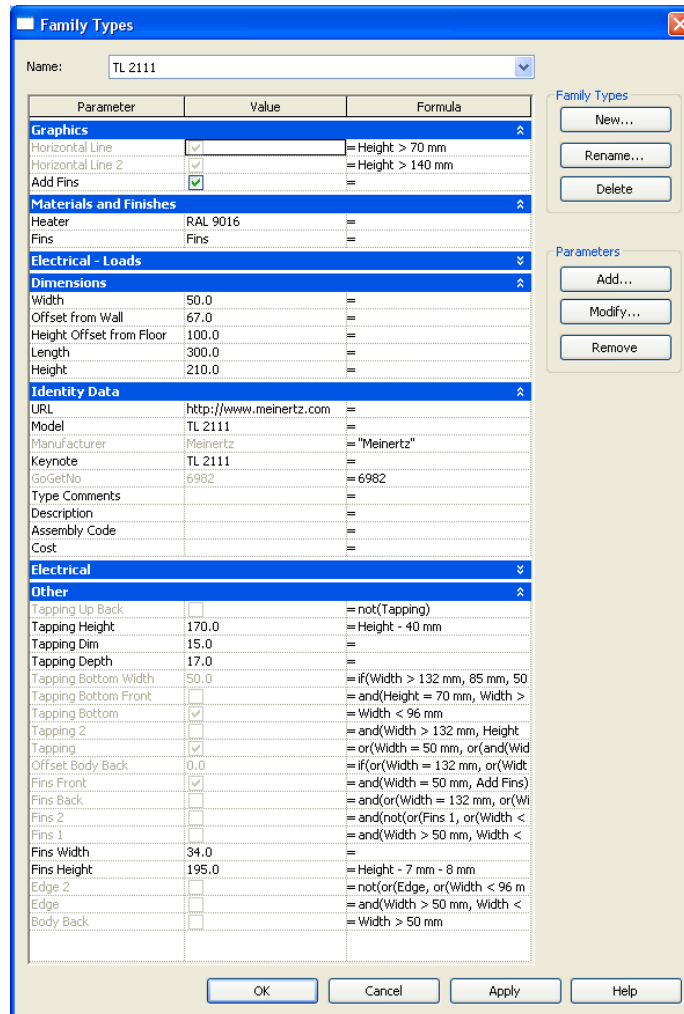 Family Types
Name: TL 2111
Parameter Value Formula
Graphics
Horizontal Line = Height > 70 mm
Horizontal Line 2 = Height > 140 mm
Add Fins =
Materials and Finishes
Heater RAL 9016 =
Fins Fins =
Electrical - Loads
Dimensions
Width 50.0 =
Offset from Wall 67.0 =
Height Offset from Floor 100.0 =
Length 300.0 =
Height 210.0 =
Identity Data
URL http://www.meinertz.com =
Model TL 2111 =
Manufacturer Meinertz = "Meinertz"
Keynote TL 2111 =
GoGetNo 6982 = 6982
Type Comments =
Description =
Assembly Code =
Cost =
Electrical
Other
Tapping Up Back = not(Tapping)
Tapping Height 170.0 = Height - 40 mm
Tapping Dim 15.0 =
Tapping Depth 17.0 =
Tapping Bottom Width 50.0 = if(Width > 132 mm, 85 mm, 50
Tapping Bottom Front = and(Height = 70 mm, Width >
Tapping Bottom = Width < 96 mm
Tapping 2 = and(Width > 132 mm, Height
Tapping = or(Width = 50 mm, or(and(Wid
Offset Body Back 0.0 = if(or(Width = 132 mm, or(Widt
Fins Front = and(Width = 50 mm, Add Fins)
Fins Back = and(or(Width = 132 mm, or(Wi
Fins 2 = and(not(or(Fins 1, or(Width <
Fins 1 = and(Width > 50 mm, Width <
Fins Width 34.0 =
Fins Height 195.0 = Height - 7 mm - 8 mm
Edge 2 = not(or(Edge, or(Width < 96 m
Edge = and(Width > 50 mm, Width <
Body Back = Width > 50 mm
Family Types
New...
Rename...
Delete
Parameters
Add...
Modify...
Remove
OK Cancel Apply Help